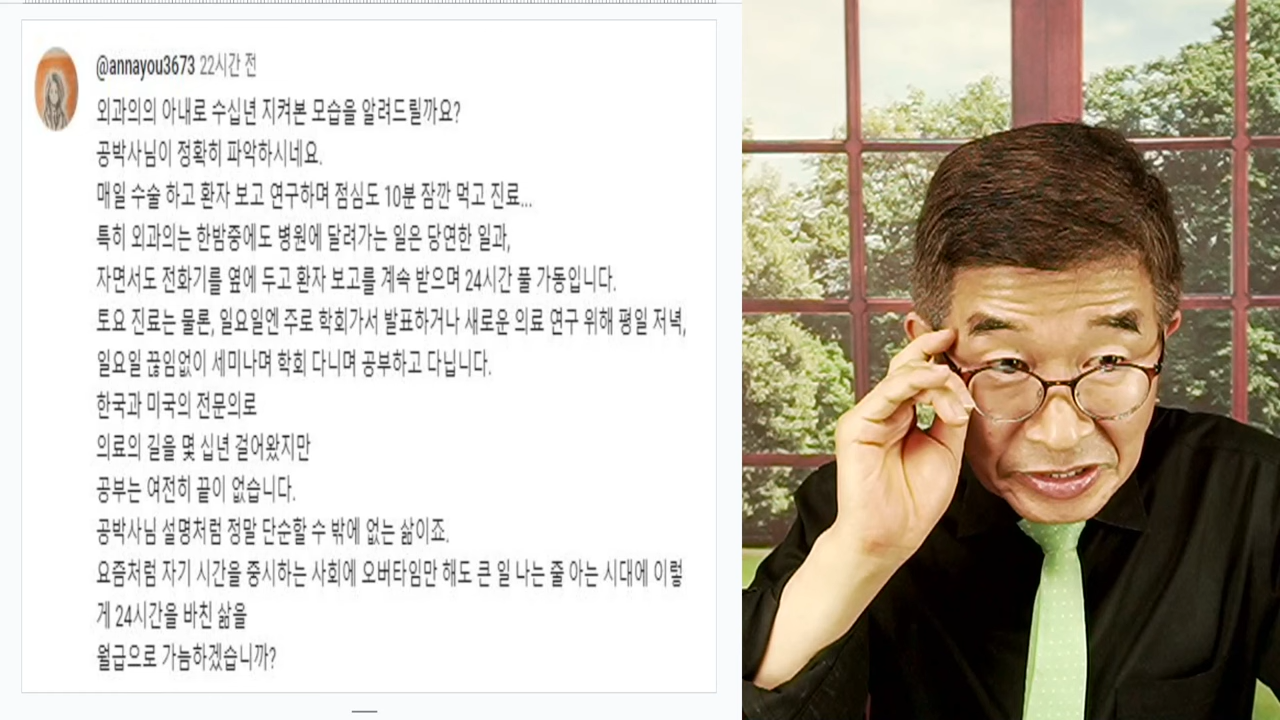 @annayou3673 22시간 전
외과의의 아내로 수십년 지켜본 모습을 알려드릴까요?
공박사님이 정확히 파악하시네요.
매일 수술 하고 환자 보고 연구하며 점심도 10분 잠깐 먹고 진료...
특히 외과의는 한밤중에도 병원에 달려가는 일은 당연한 일과,
자면서도 전화기를 옆에 두고 환자 보고를 계속 받으며 24시간 풀 가동입니다.
토요 진료는 물론, 일요일엔 주로 학회가서 발표하거나 새로운 의료 연구 위해 평일 저녁,
일요일 끊임없이 세미나며 학회 다니며 공부하고 다닙니다.
한국과 미국의 전문의로
의료의 길을 몇 십년 걸어왔지만
공부는 여전히 끝이 없습니다.
공박사님 설명처럼 정말 단순할 수 밖에 없는 삶이죠.
요즘처럼 자기 시간을 중시하는 사회에 오버타임만 해도 큰 일 나는 줄 아는 시대에 이렇
게 24시간을 바친 삶을
월급으로 가늠하겠습니까?